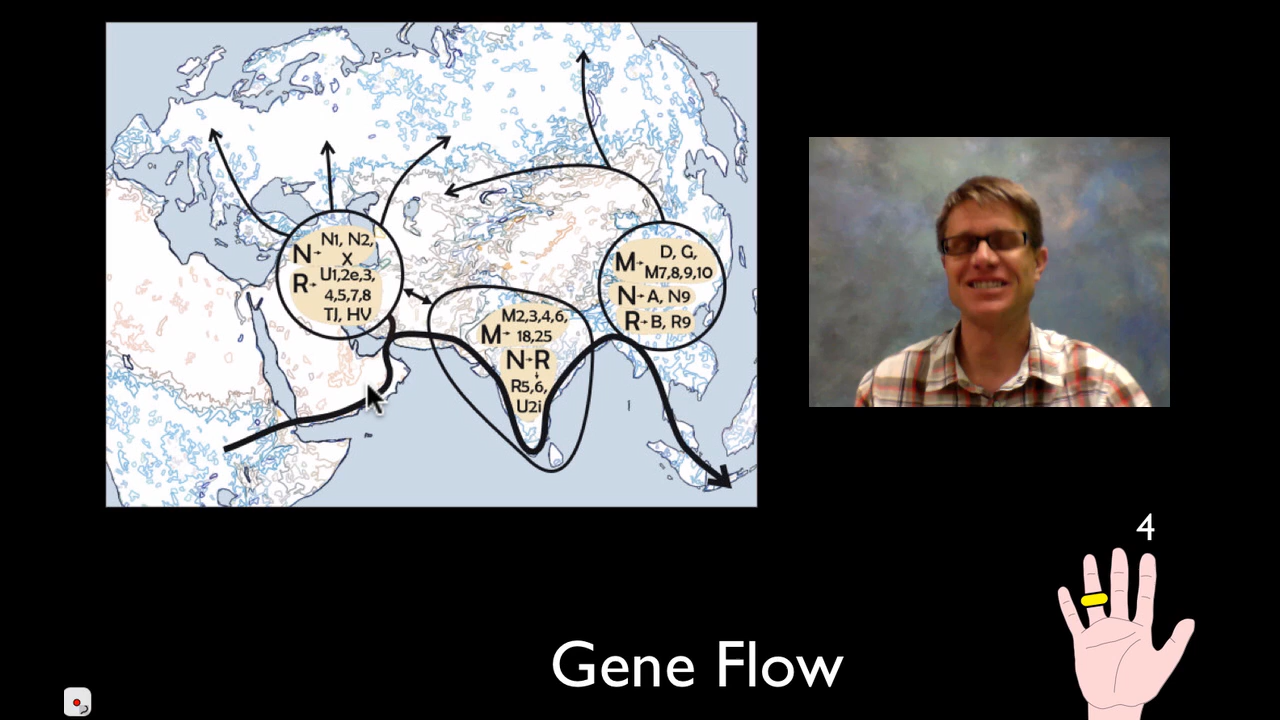 N→ N1, N2,
X
R→ U1,2e,3,
4,5,7,8
TJ, HV
M→ M2,3,4,6,
18,25
N→R
↓
R5,6,
U2i
M→ D, G,
M7,8,9,10
N→A, N9
R→B, R9
4
Gene Flow